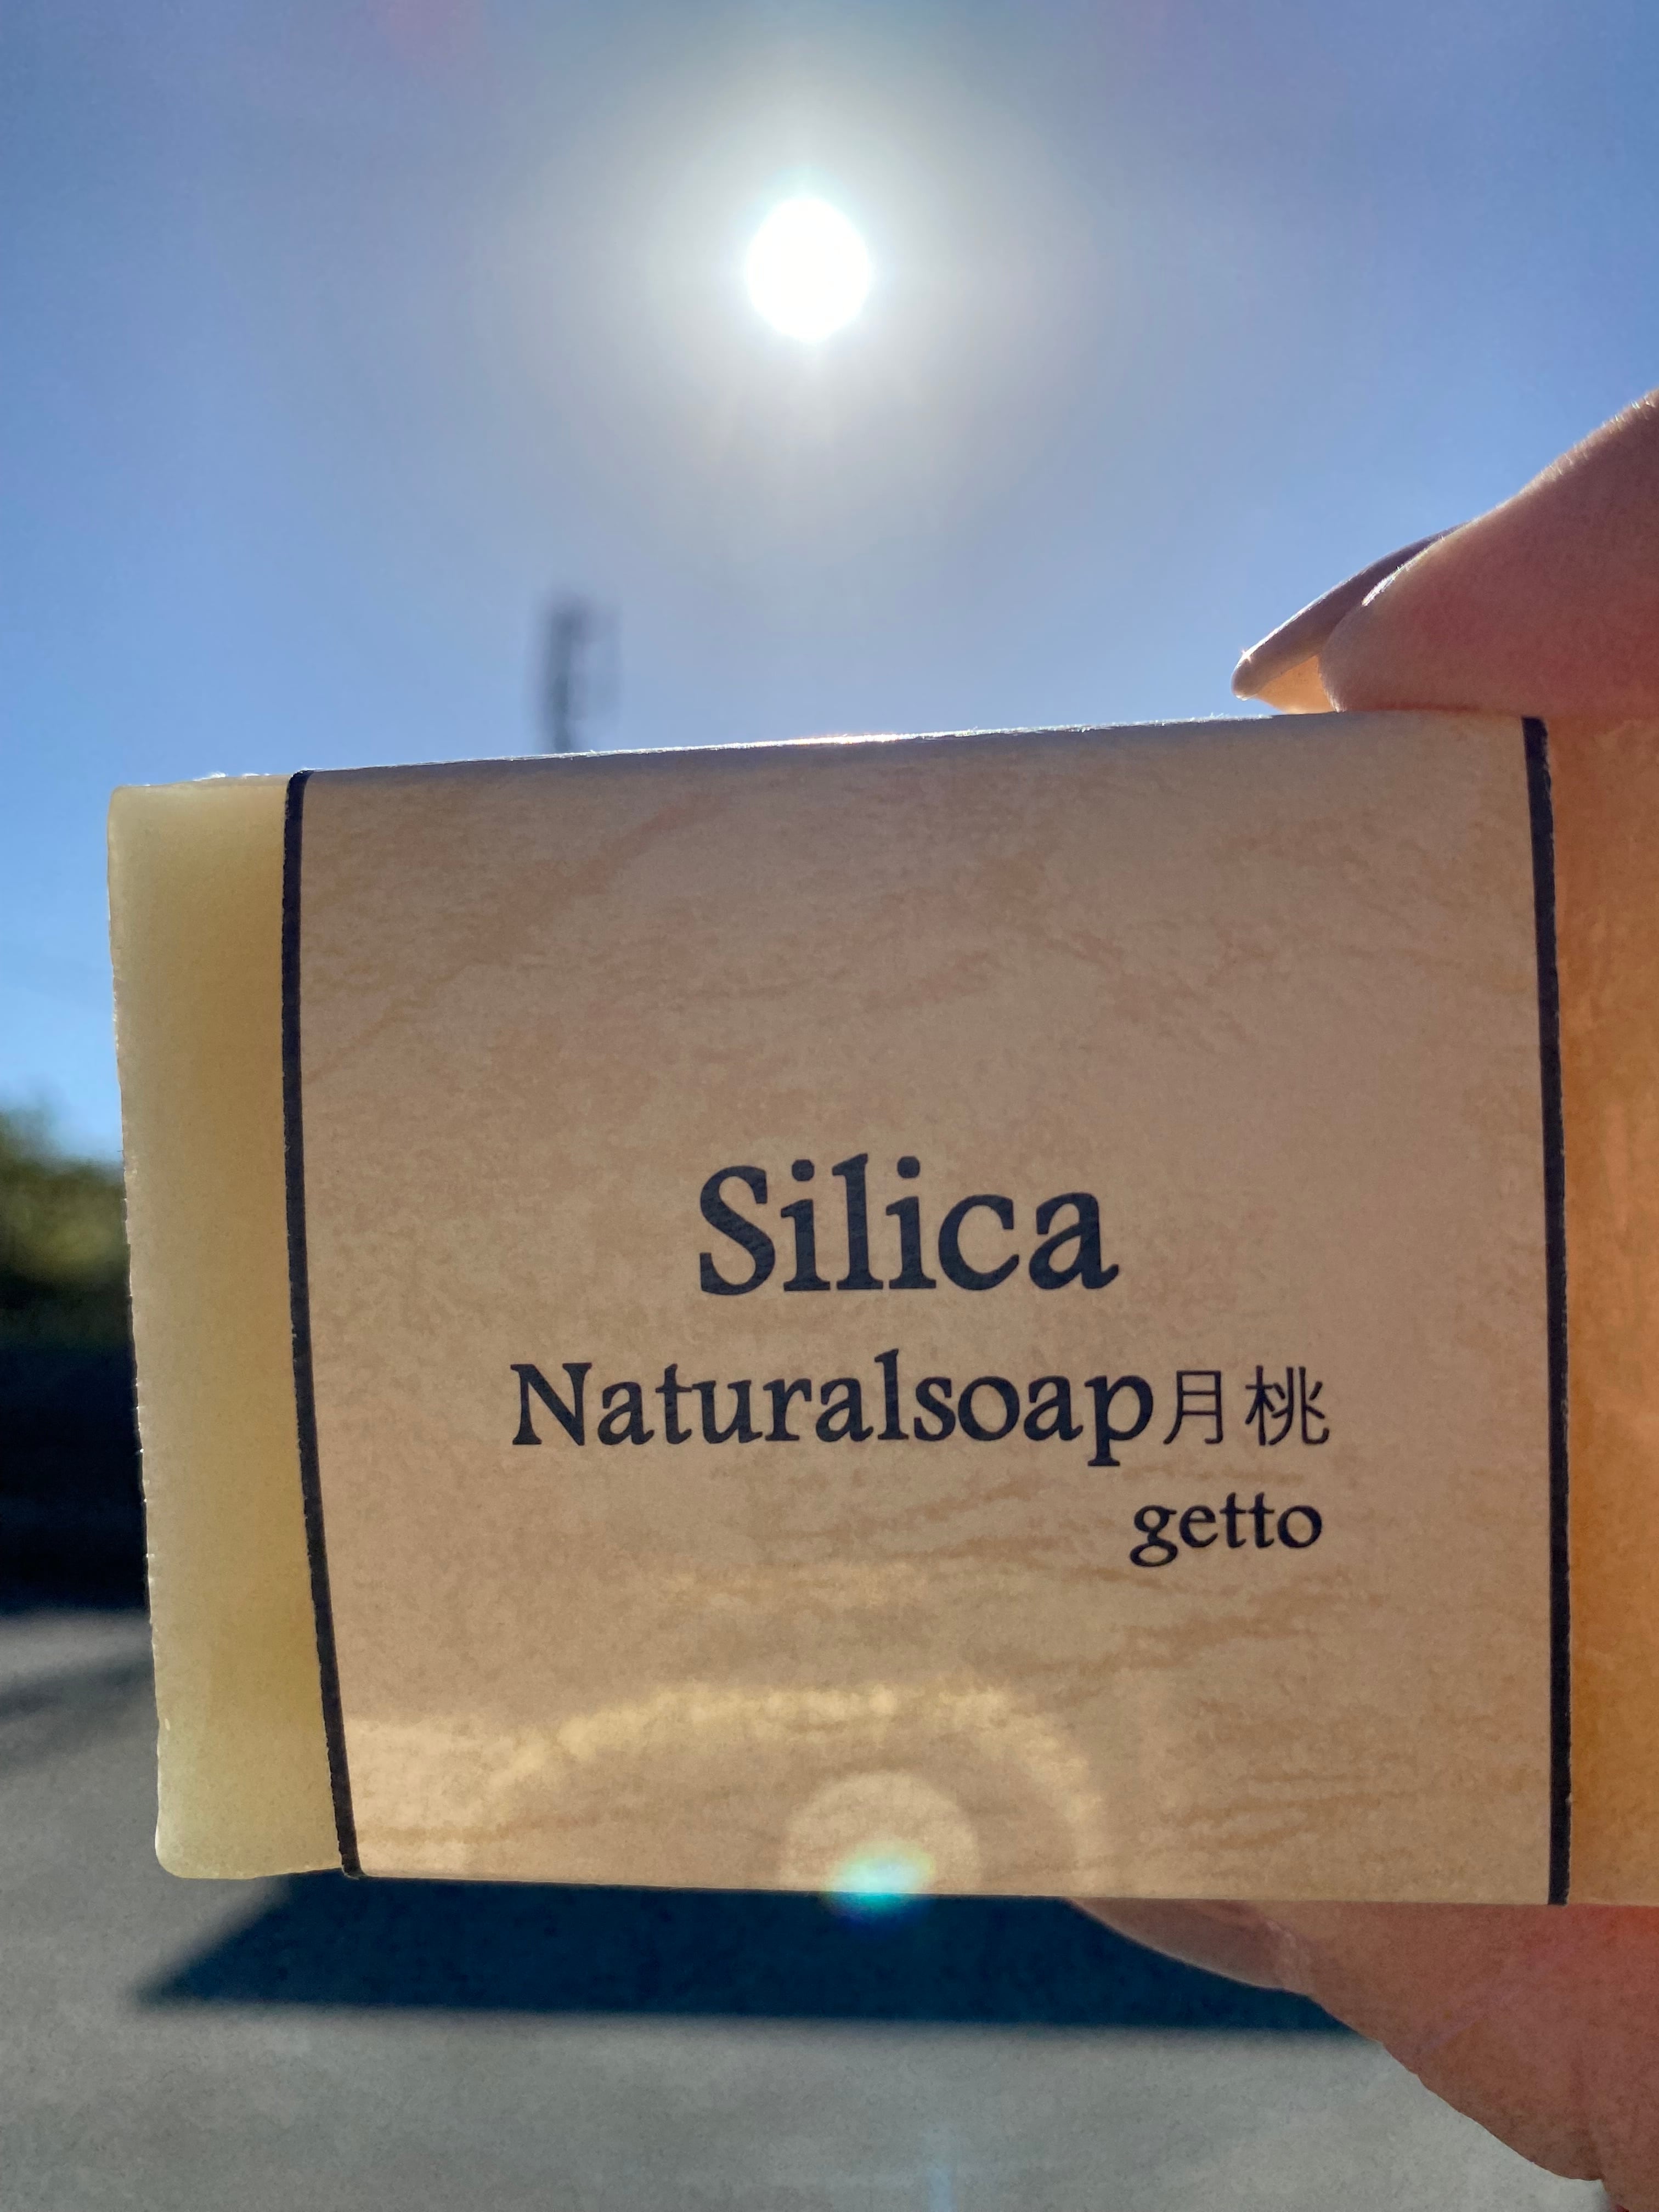 Silica
Naturalsoap月桃
getto